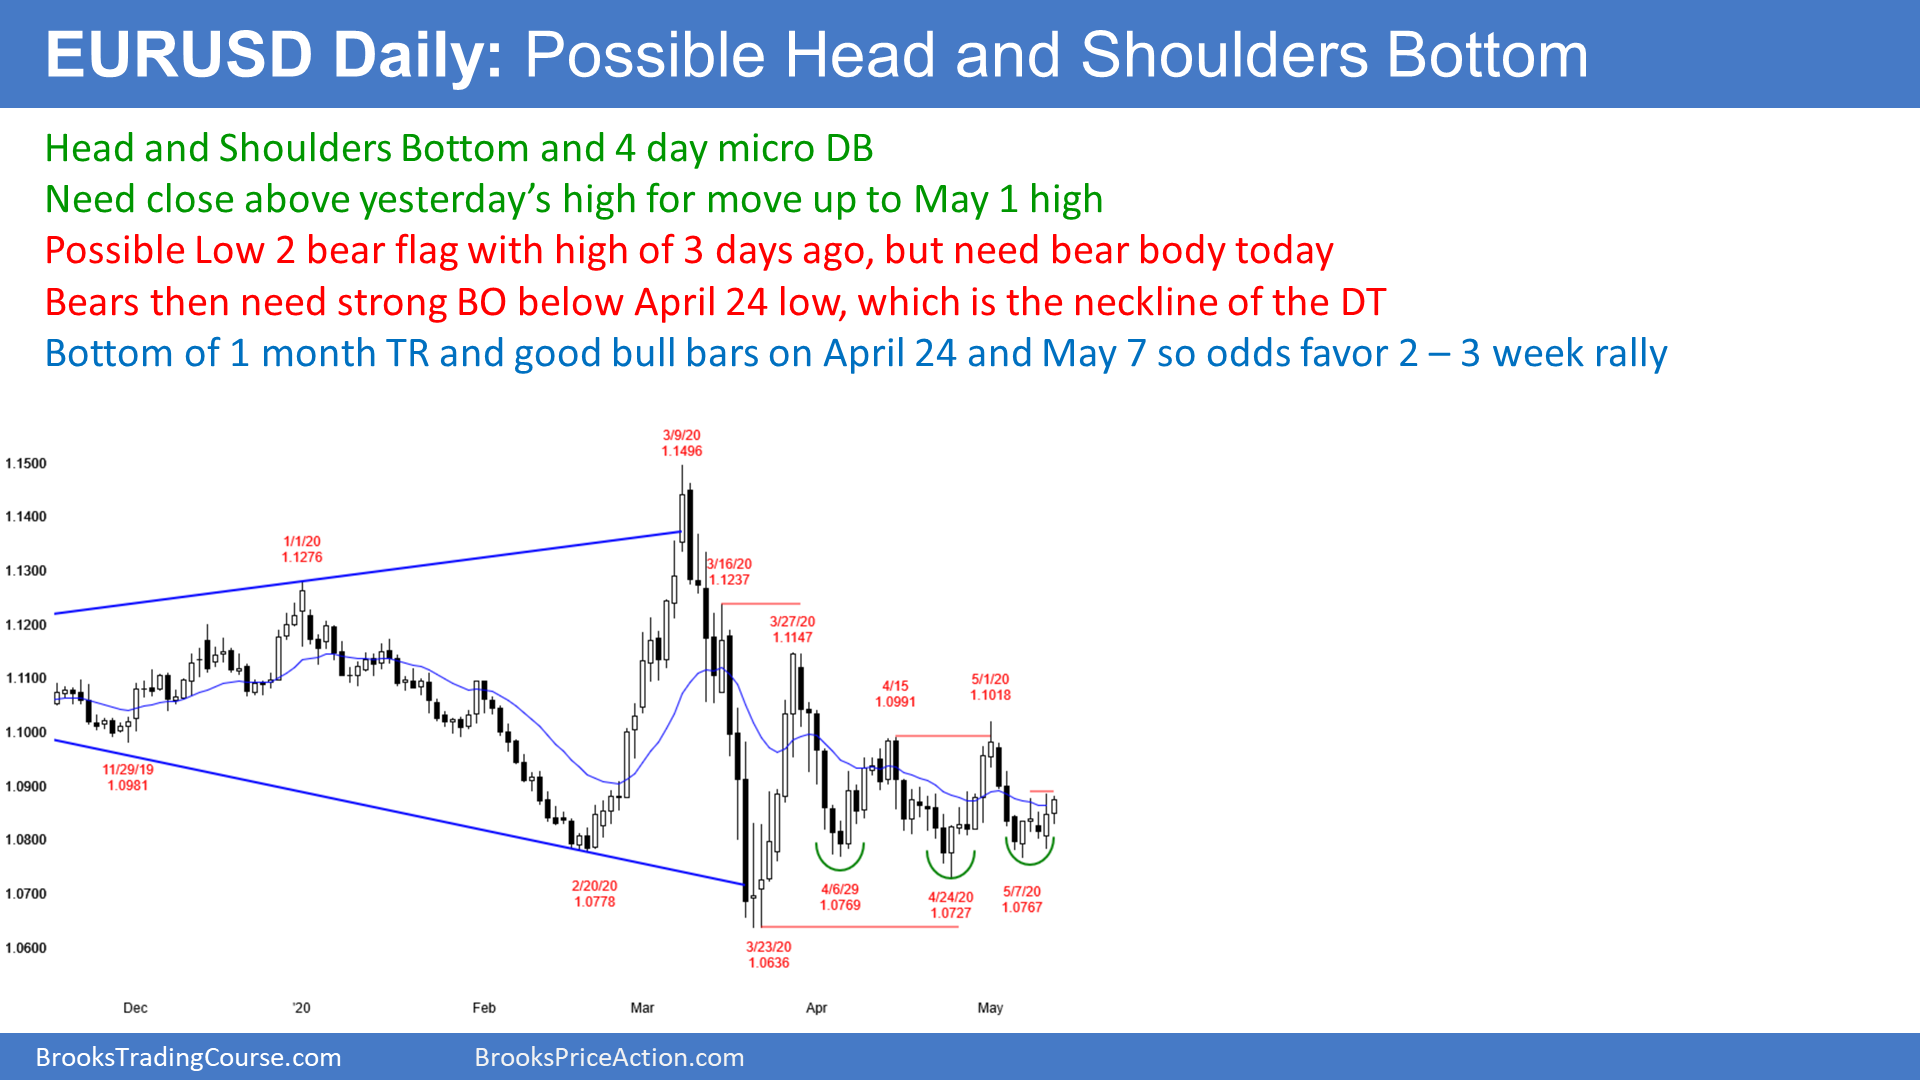 EURUSD Daily: Possible Head and Shoulders Bottom
Head and Shoulders Bottom and 4 day micro DB
Need close above yesterday’s high for move up to May 1 high
Possible Low 2 bear flag with high of 3 days ago, but need bear body today
Bears then need strong BO below April 24 low, which is the neckline of the DT
Bottom of 1 month TR and good bull bars on April 24 and May 7 so odds favor 2 – 3 week rally
3/9/20
1.1496
1.1500
1.1400
1/1/20
1.1276
1.1300
3/16/20
1.1237
1.1200
3/27/20
1.1147
1.1100
4/15
1.0991
5/1/20
1.1018
1.1000
11/29/19
1.0981
1.0900
1.0800
2/20/20
1.0778
4/6/29
1.0769
4/24/20
1.0727
5/7/20
1.0767
1.0700
3/23/20
1.0636
1.0600
Dec
'20
Feb
Mar
Apr
May
BrooksTradingCourse.com
BrooksPriceAction.com